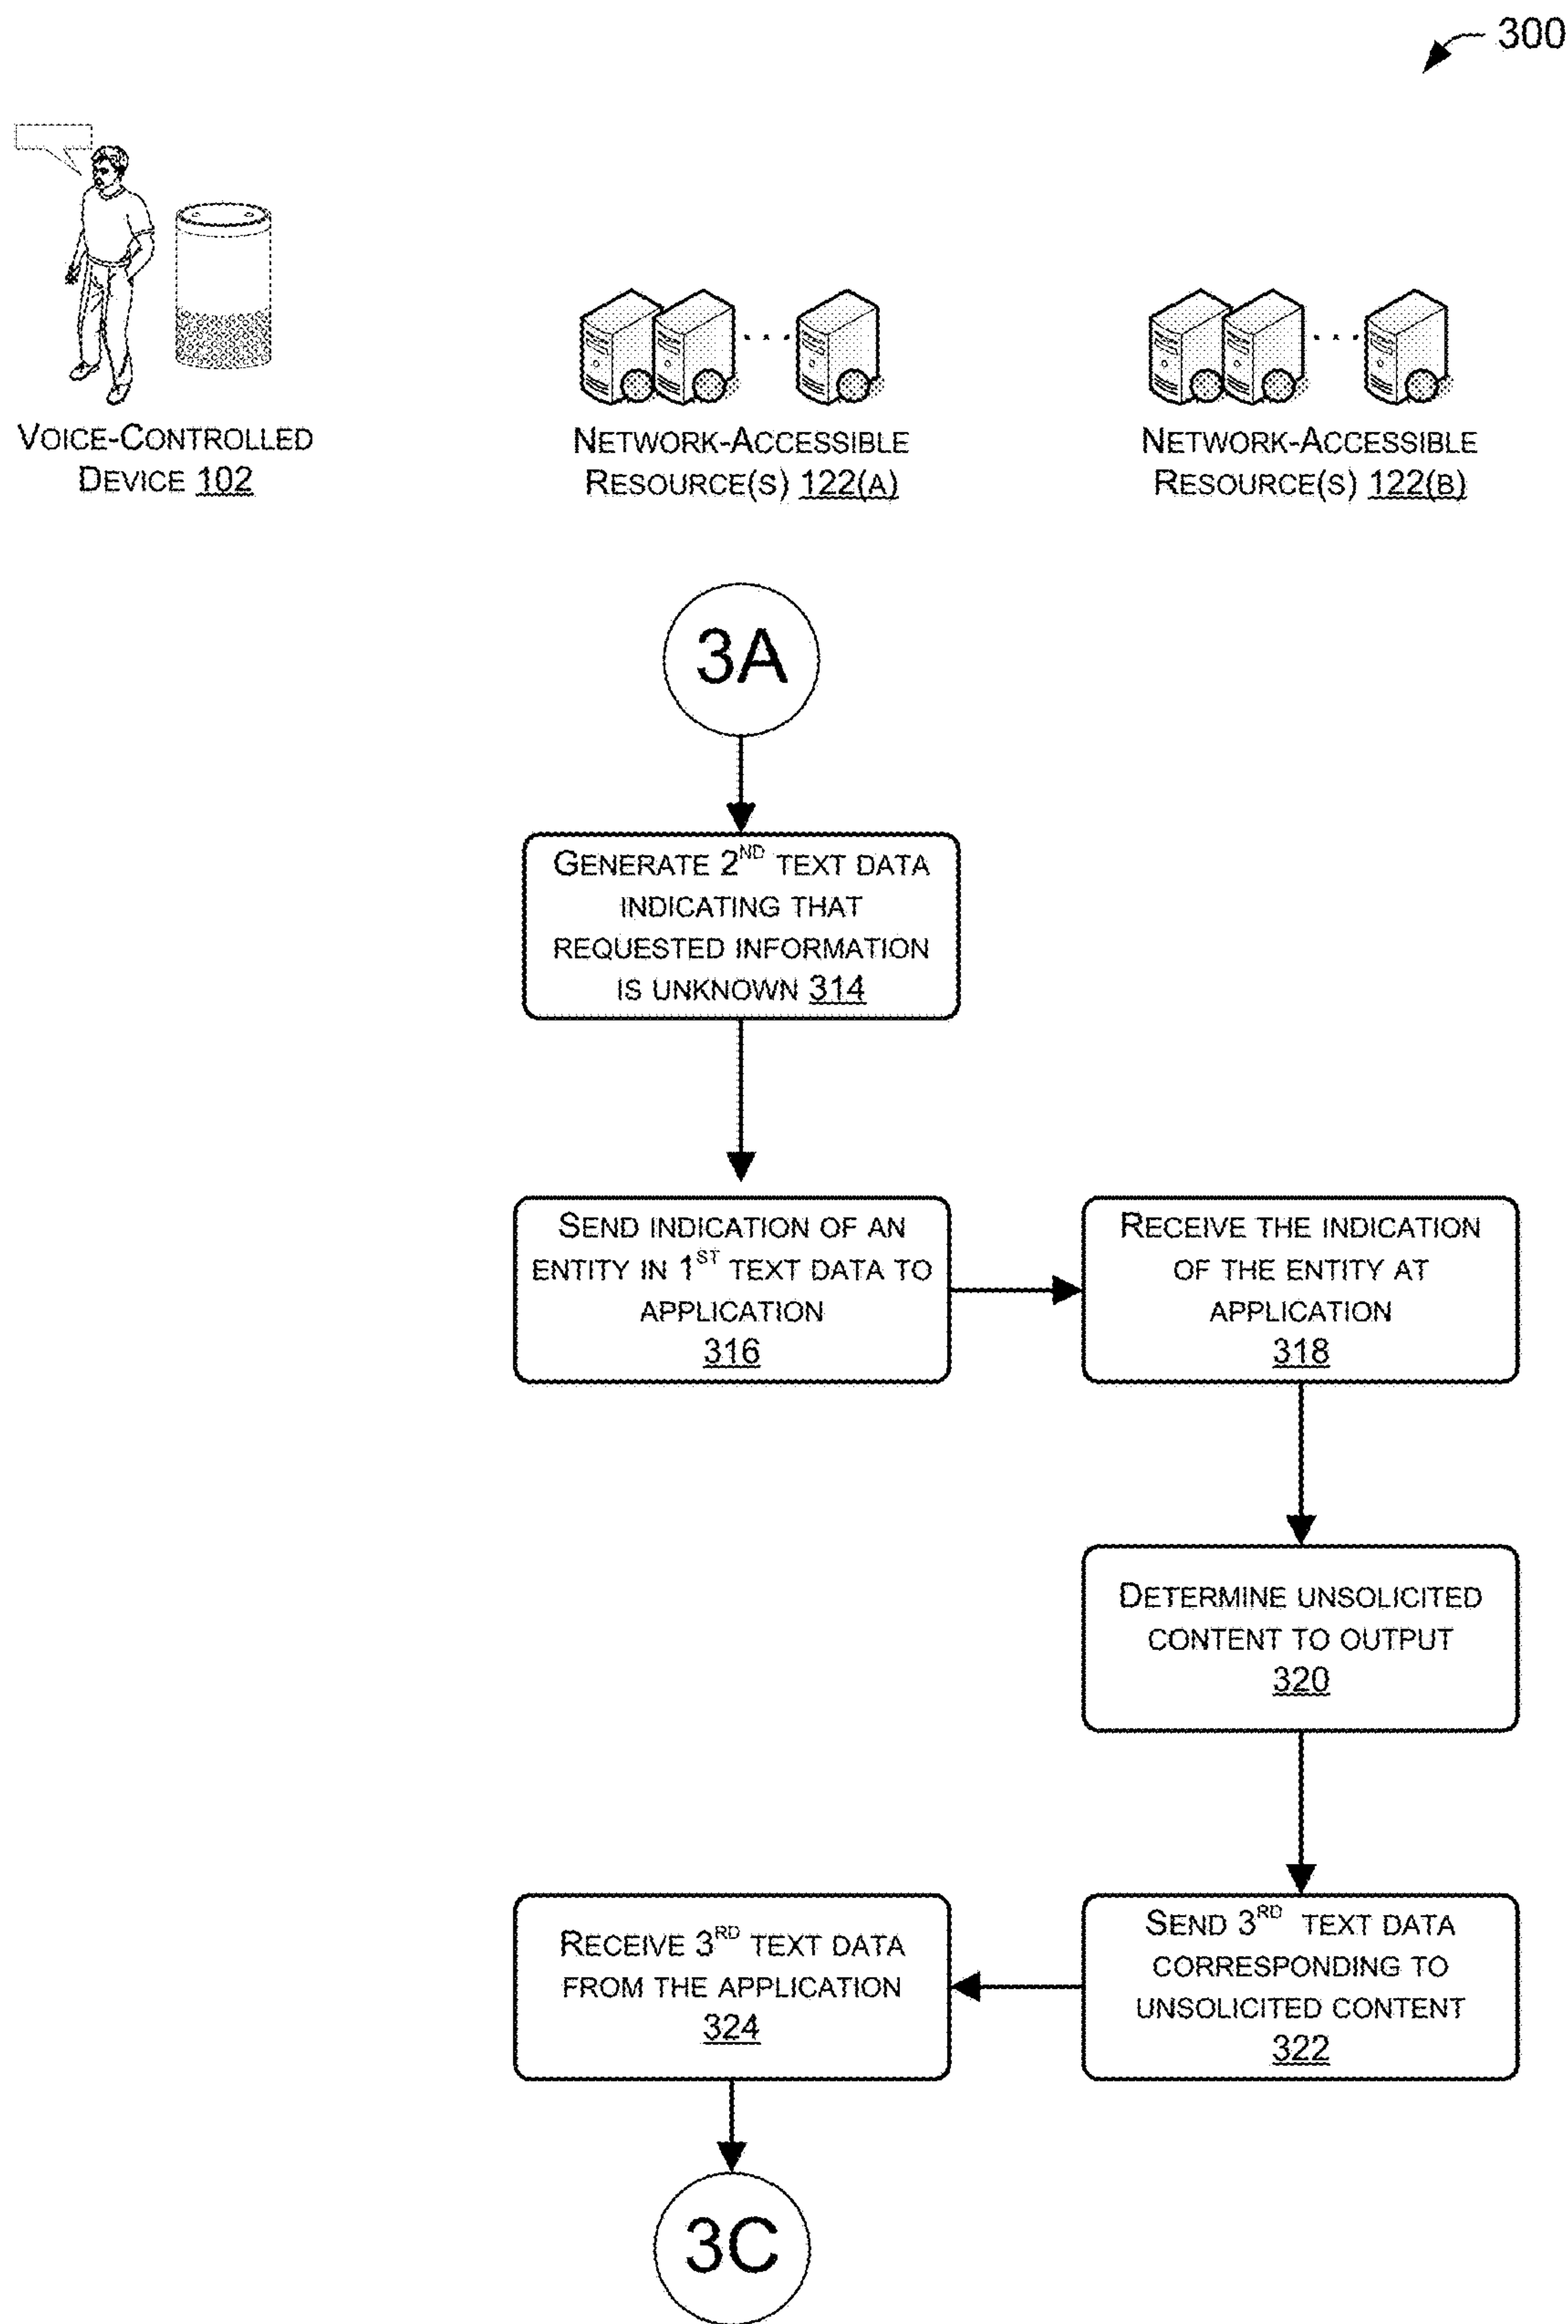 300
VOICE-CONTROLLED
DEVICE 102
NETWORK-ACCESSIBLE
RESOURCE(S) 122(A)
NETWORK-ACCESSIBLE
RESOURCE(S) 122(B)
3A
GENERATE 2ND TEXT DATA
INDICATING THAT
REQUESTED INFORMATION
IS UNKNOWN 314
SEND INDICATION OF AN
ENTITY IN 1ST TEXT DATA TO
APPLICATION
316
RECEIVE THE INDICATION
OF THE ENTITY AT
APPLICATION
318
DETERMINE UNSOLICITED
CONTENT TO OUTPUT
320
SEND 3RD TEXT DATA
CORRESPONDING TO
UNSOLICITED CONTENT
322
RECEIVE 3RD TEXT DATA
FROM THE APPLICATION
324
3C